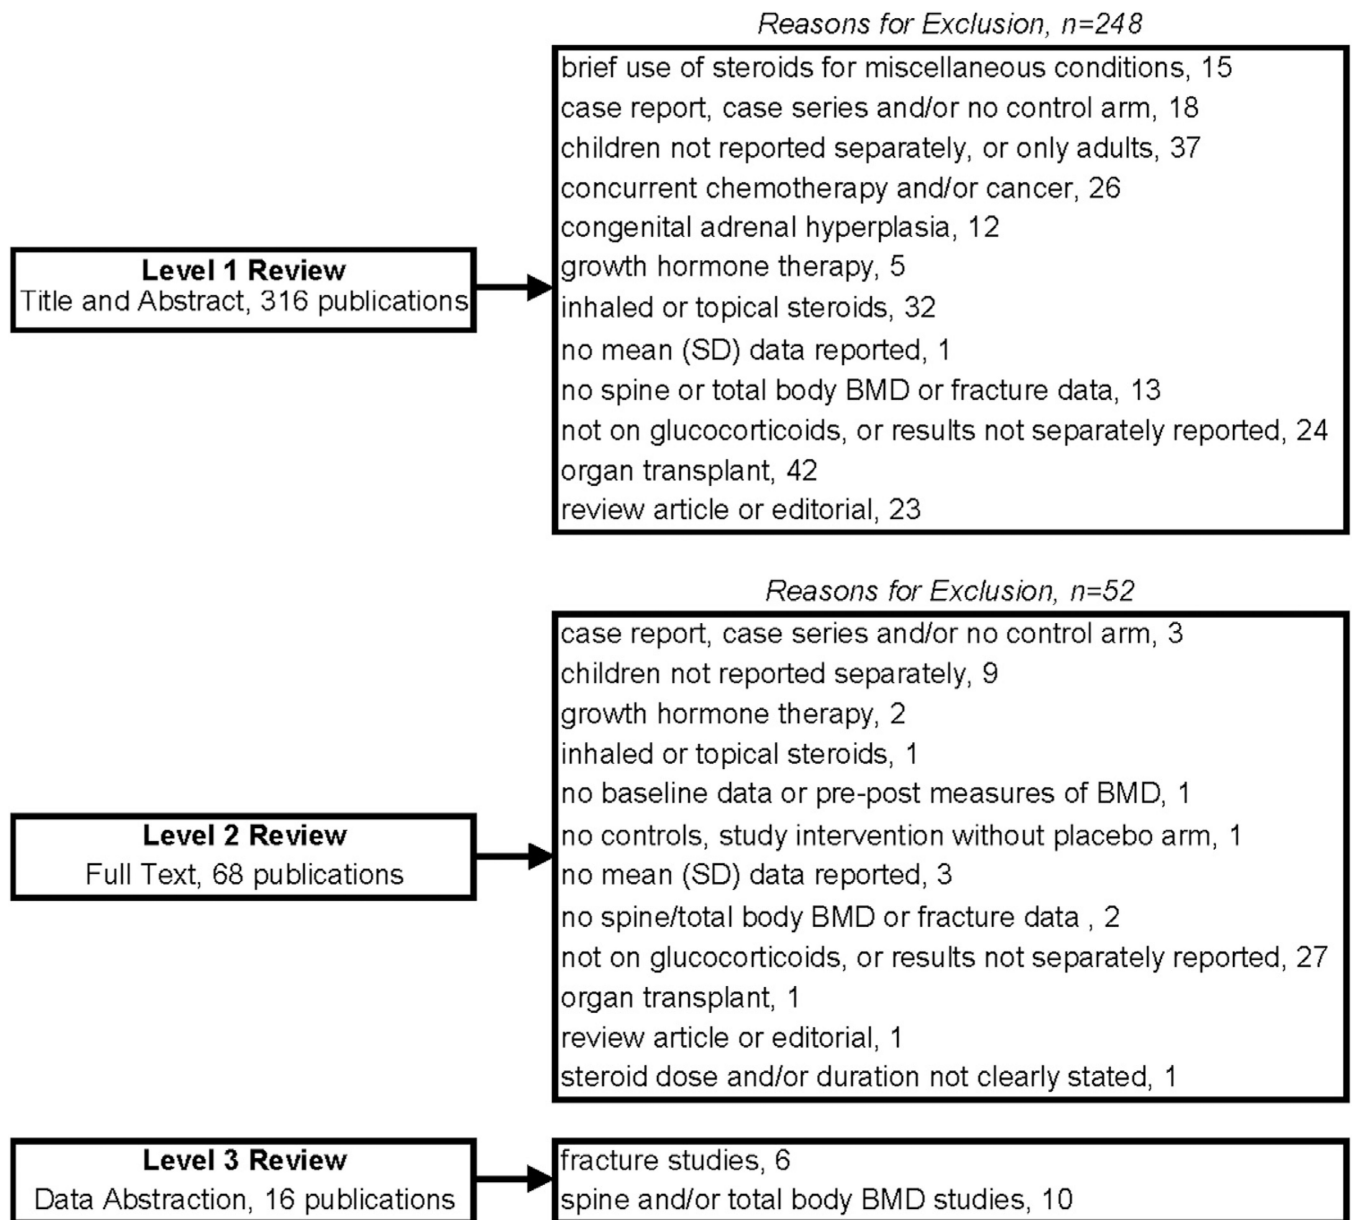 Reasons for Exclusion, n=248
brief use of steroids for miscellaneous conditions, 15
case report, case series and/or no control arm, 18
children not reported separately, or only adults, 37
concurrent chemotherapy and/or cancer, 26
congenital adrenal hyperplasia, 12
growth hormone therapy, 5
inhaled or topical steroids, 32
no mean (SD) data reported, 1
no spine or total body BMD or fracture data, 13
not on glucocorticoids, or results not separately reported, 24
organ transplant, 42
review article or editorial, 23
Level 1 Review
Title and Abstract, 316 publications
Reasons for Exclusion, n=52
case report, case series and/or no control arm, 3
children not reported separately, 9
growth hormone therapy, 2
inhaled or topical steroids, 1
no baseline data or pre-post measures of BMD, 1
no controls, study intervention without placebo arm, 1
no mean (SD) data reported, 3
no spine/total body BMD or fracture data , 2
not on glucocorticoids, or results not separately reported, 27
organ transplant, 1
review article or editorial, 1
steroid dose and/or duration not clearly stated, 1
Level 2 Review
Full Text, 68 publications
Level 3 Review
Data Abstraction, 16 publications
fracture studies, 6
spine and/or total body BMD studies, 10